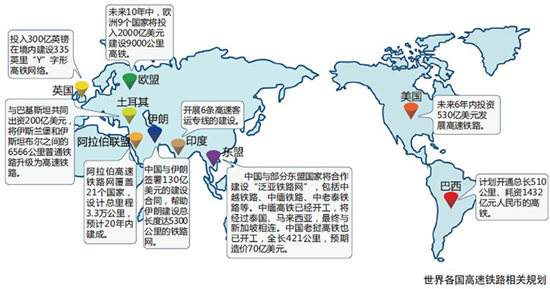 投入300亿英镑
在境内建设335
英里“Y”字形
高铁网络。
英国
未来10年中，欧
洲9个国家将投
入2000亿美元
建设9000公里
高铁。
欧盟
与巴基斯坦共同
出资200亿美元，
将伊斯兰堡和伊
斯坦布尔之间的
6566公里普通铁
路升级为高速铁
路。
土耳其
伊朗
开展6条高速客
运专线的建设。
印度
阿拉伯联盟
东盟
阿拉伯高速
铁路网覆盖
21个国家，
设计总里程
3.3万公里，
预计20年内
建成。
中国与伊朗
签署130亿
美元的建设
合同，帮助
伊朗建设总
长度达5300
公里的铁路
网。
中国与部分东盟国家将合作
建设“泛亚铁路网”，包括中
越铁路、中缅铁路、中老泰铁
路等。中缅高铁已经开工，将
经过泰国、马来西亚，最终与
新加坡相连。中国老挝高铁也
已开工，全长421公里，预期
造价70亿美元。
美国
未来6年内投资
530亿美元发
展高速铁路。
巴西
计划开通总长510
公里、耗资1432
亿元人民币的高
铁。
世界各国高速铁路相关规划